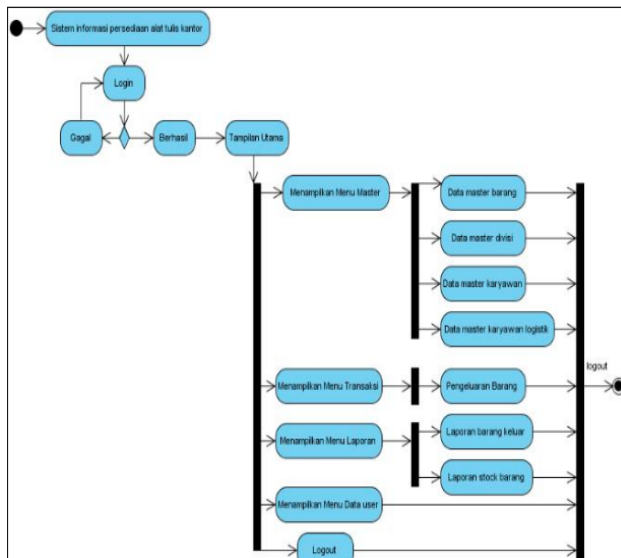 Sistem informasi persediaan alat tulis kantor
Login
Gagal
Berhasil
Tampilan Utama
Menampilkan Menu Master
Data master barang
Data master divisi
Data master karyawan
Data master karyawan logistik
logout
Menampilkan Menu Transaksi
Pengeluaran Barang
Menampilkan Menu Laporan
Laporan barang keluar
Laporan stock barang
Menampilkan Menu Data user
Logout